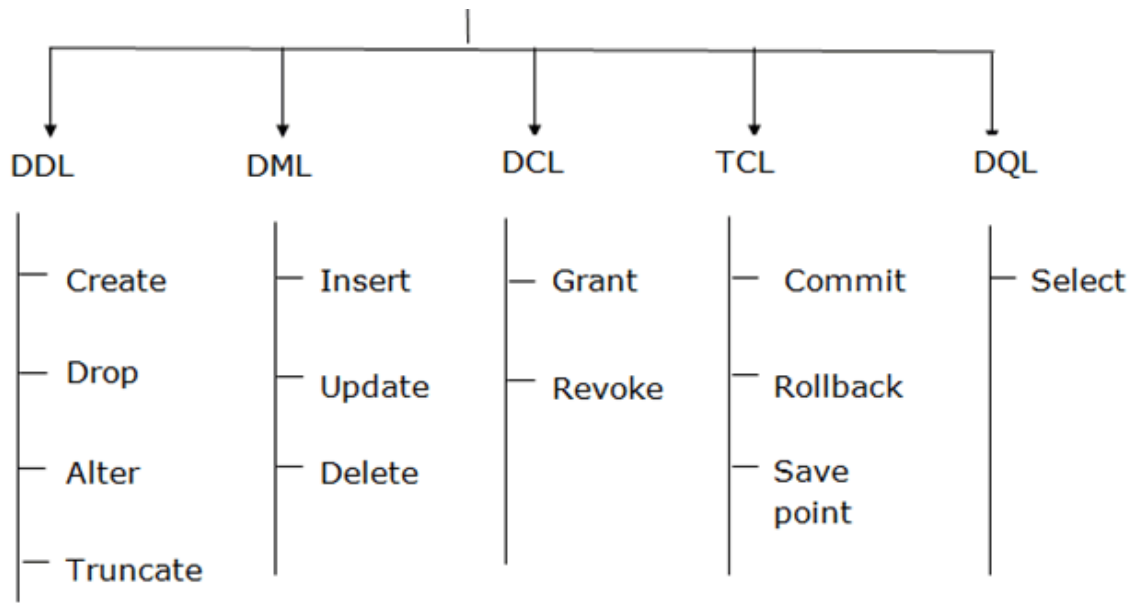 DDL
DML
DCL
TCL
DQL
Create
Drop
Alter
Truncate
Insert
Update
Delete
Grant
Revoke
Commit
Rollback
Save
point
Select